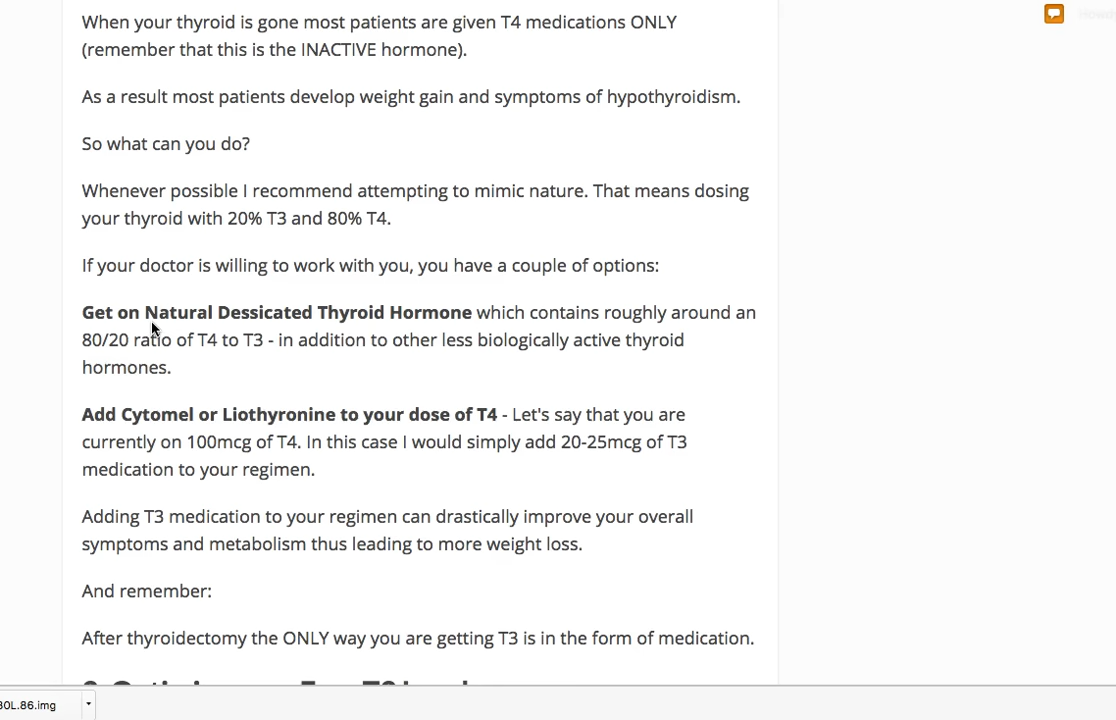 When your thyroid is gone most patients are given T4 medications ONLY
(remember that this is the INACTIVE hormone).
As a result most patients develop weight gain and symptoms of hypothyroidism.
So what can you do?
Whenever possible I recommend attempting to mimic nature. That means dosing
your thyroid with 20% T3 and 80% T4.
If your doctor is willing to work with you, you have a couple of options:
Get on Natural Dessicated Thyroid Hormone which contains roughly around an
80/20 ratio of T4 to T3 - in addition to other less biologically active thyroid
hormones.
Add Cytomel or Liothyronine to your dose of T4 - Let's say that you are
currently on 100mcg of T4. In this case I would simply add 20-25mcg of T3
medication to your regimen.
Adding T3 medication to your regimen can drastically improve your overall
symptoms and metabolism thus leading to more weight loss.
And remember:
After thyroidectomy the ONLY way you are getting T3 is in the form of medication.
30L.86.img